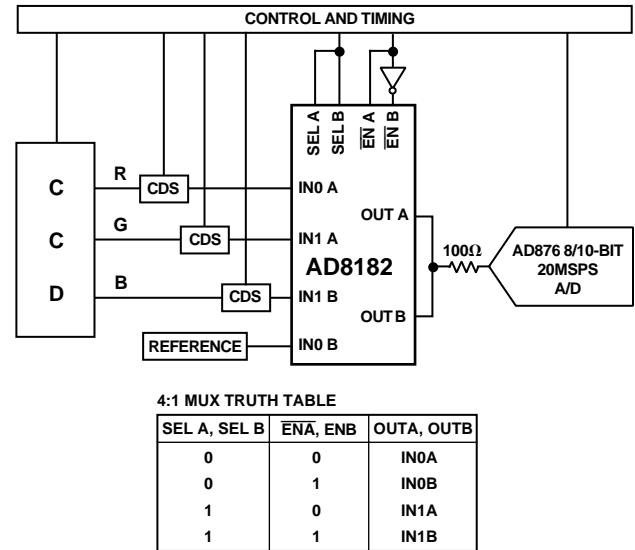 CONTROL AND TIMING
SEL A
SEL B
EN A
EN B
C
C
D
R
G
B
CDS
CDS
CDS
REFERENCE
IN0 A
IN1 A
IN1 B
IN0 B
AD8182
OUT A
OUT B
100Ω
AD876 8/10-BIT
20MSPS
A/D
4:1 MUX TRUTH TABLE
SEL A, SEL B ENA, ENB OUTA, OUTB
0 0 IN0A
0 1 IN0B
1 0 IN1A
1 1 IN1B